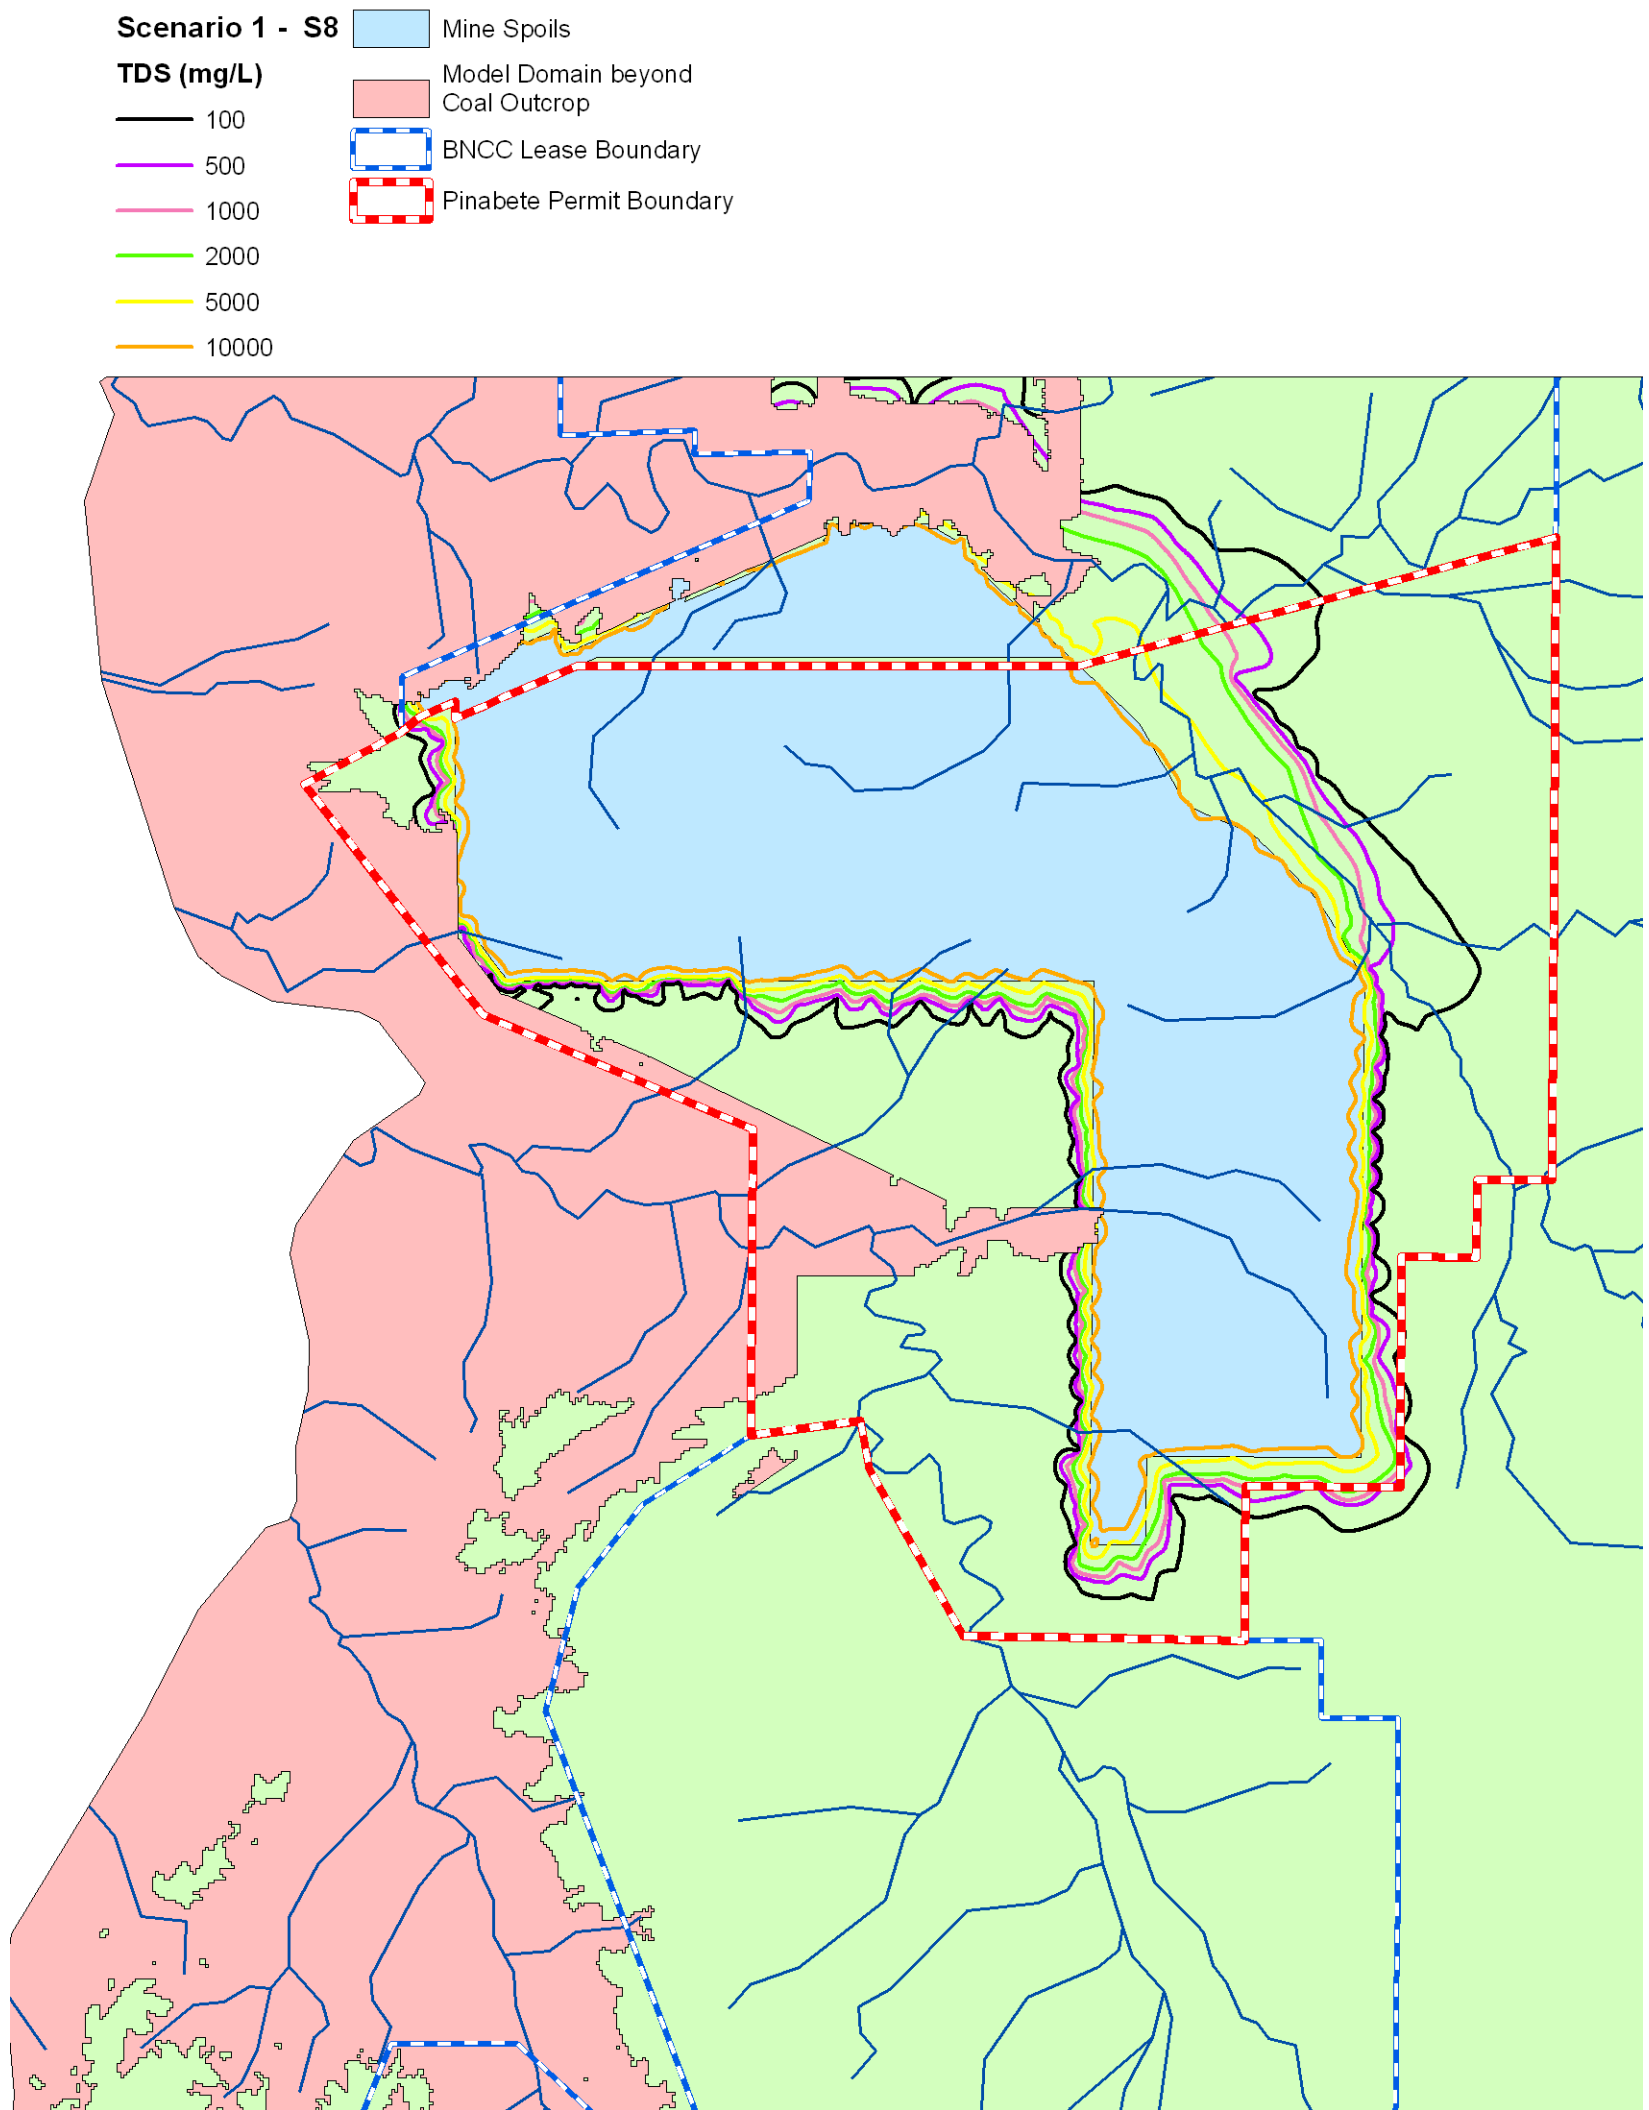 Scenario 1 - S8
TDS (mg/L)
100
500
1000
2000
5000
10000
Mine Spoils
Model Domain beyond
Coal Outcrop
BNCC Lease Boundary
Pinabete Permit Boundary